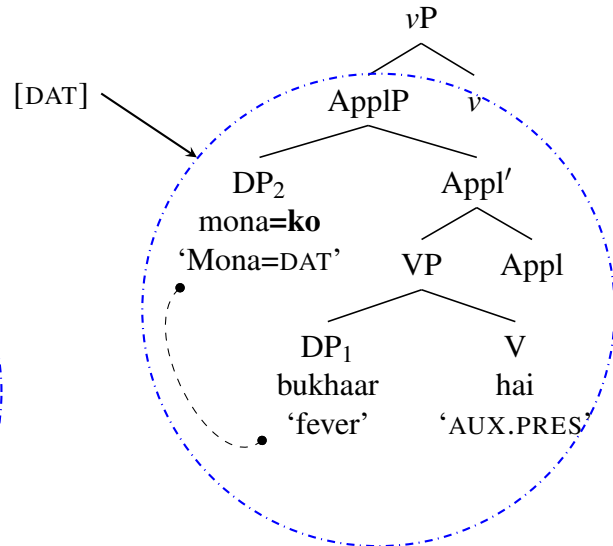 vP
[DAT] ApplP v
DP₂ Appl′
mona=ko
‘Mona=DAT’ VP Appl
DP₁ V
bukhaar hai
‘fever’ ‘AUX.PRES’